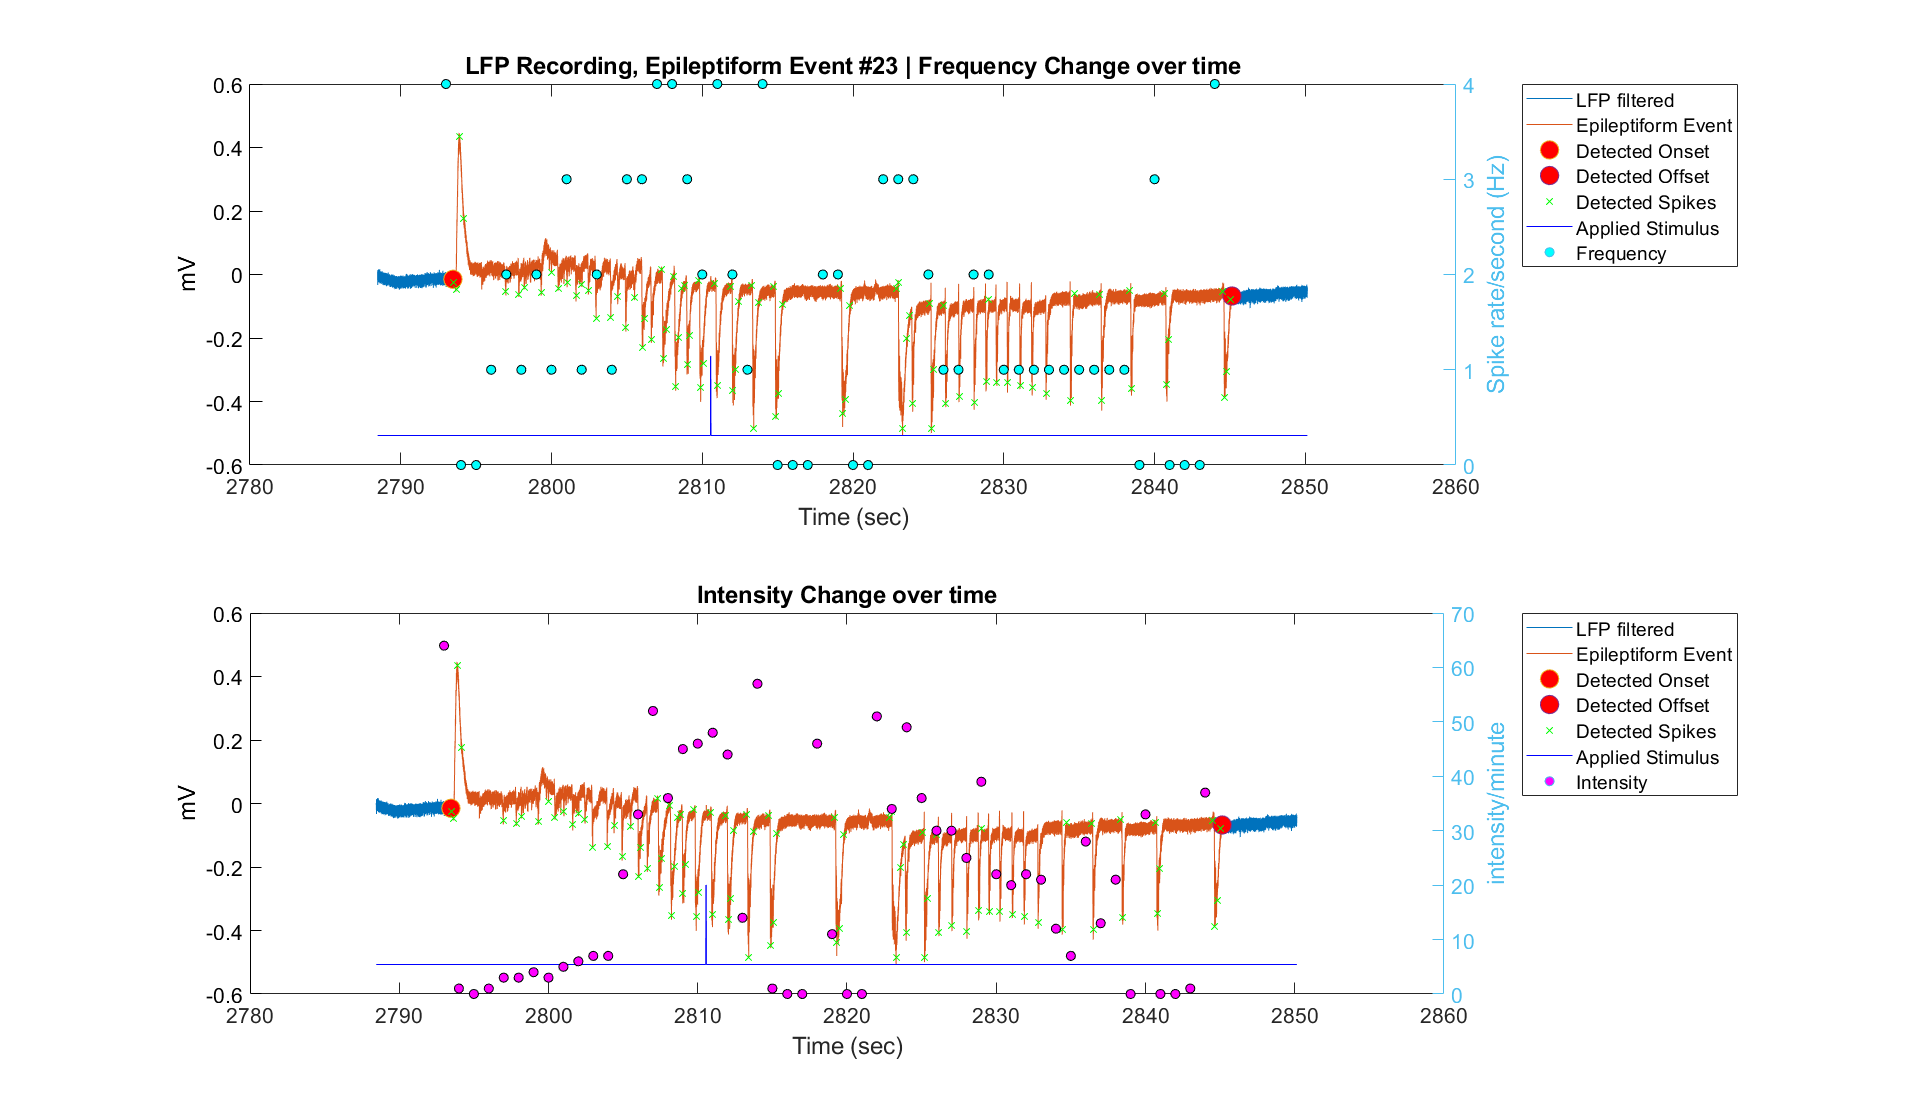 LFP Recording, Epileptiform Event #23 | Frequency Change over time
0.6
0.4
0.2
0
-0.2
-0.4
-0.6
mV
2780 2790 2800 2810 2820 2830 2840 2850 2860
Time (sec)
4
3
2
1
0
Spike rate/second (Hz)
LFP filtered
Epileptiform Event
Detected Onset
Detected Offset
Detected Spikes
Applied Stimulus
Frequency
Intensity Change over time
0.6
0.4
0.2
0
-0.2
-0.4
-0.6
mV
2780 2790 2800 2810 2820 2830 2840 2850 2860
Time (sec)
70
60
50
40
30
20
10
0
intensity/minute
LFP filtered
Epileptiform Event
Detected Onset
Detected Offset
Detected Spikes
Applied Stimulus
Intensity